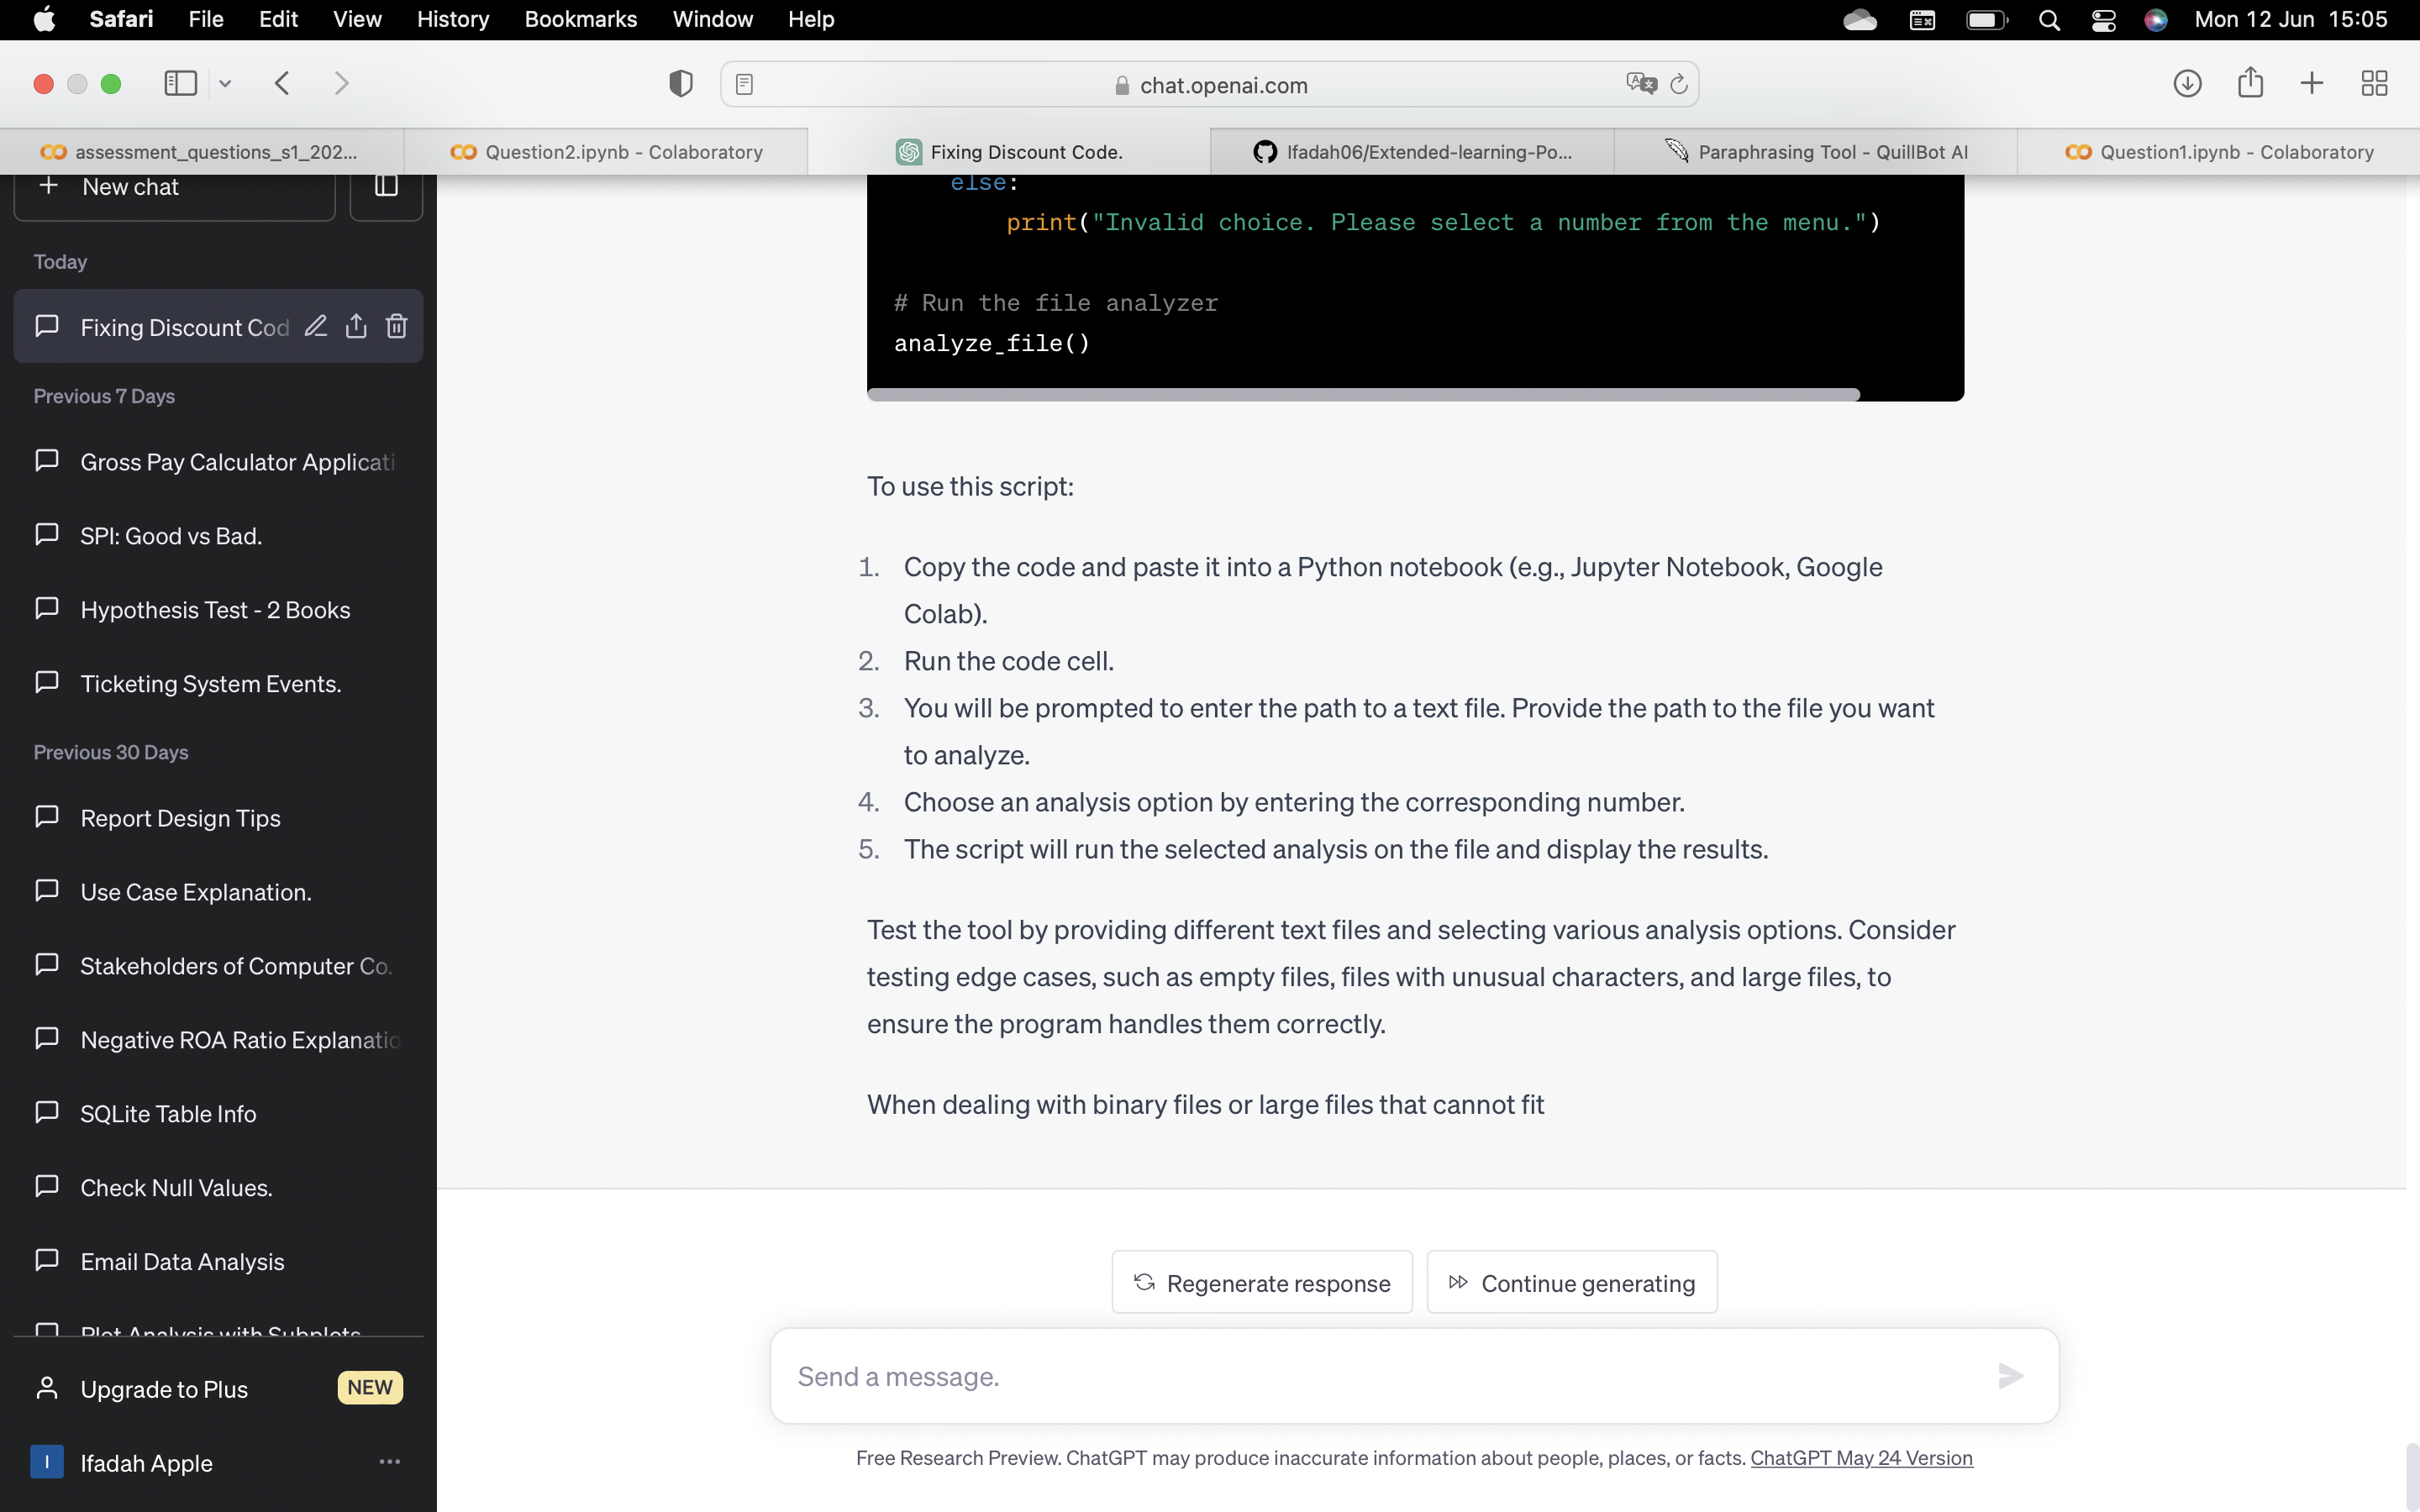 Safari File Edit View History Bookmarks Window Help Mon 12 Jun 15:05
chat.openai.com
assessment_questions_s1_202... Question2.ipynb - Colaboratory Fixing Discount Code. Ifadah06/Extended-learning-Po... Paraphrasing Tool - QuillBot AI Question1.ipynb - Colaboratory
+ New chat
Today
Fixing Discount Cod
Previous 7 Days
Gross Pay Calculator Applicati
SPI: Good vs Bad.
Hypothesis Test - 2 Books
Ticketing System Events.
Previous 30 Days
Report Design Tips
Use Case Explanation.
Stakeholders of Computer Co.
Negative ROA Ratio Explanatio
SQLite Table Info
Check Null Values.
Email Data Analysis
Plot Analysis with Subplots
Upgrade to Plus NEW
I Ifadah Apple ...
else:
print("Invalid choice. Please select a number from the menu.")
# Run the file analyzer
analyze_file()
To use this script:
1. Copy the code and paste it into a Python notebook (e.g., Jupyter Notebook, Google
Colab).
2. Run the code cell.
3. You will be prompted to enter the path to a text file. Provide the path to the file you want
to analyze.
4. Choose an analysis option by entering the corresponding number.
5. The script will run the selected analysis on the file and display the results.
Test the tool by providing different text files and selecting various analysis options. Consider
testing edge cases, such as empty files, files with unusual characters, and large files, to
ensure the program handles them correctly.
When dealing with binary files or large files that cannot fit
Regenerate response Continue generating
Send a message.
Free Research Preview. ChatGPT may produce inaccurate information about people, places, or facts. ChatGPT May 24 Version